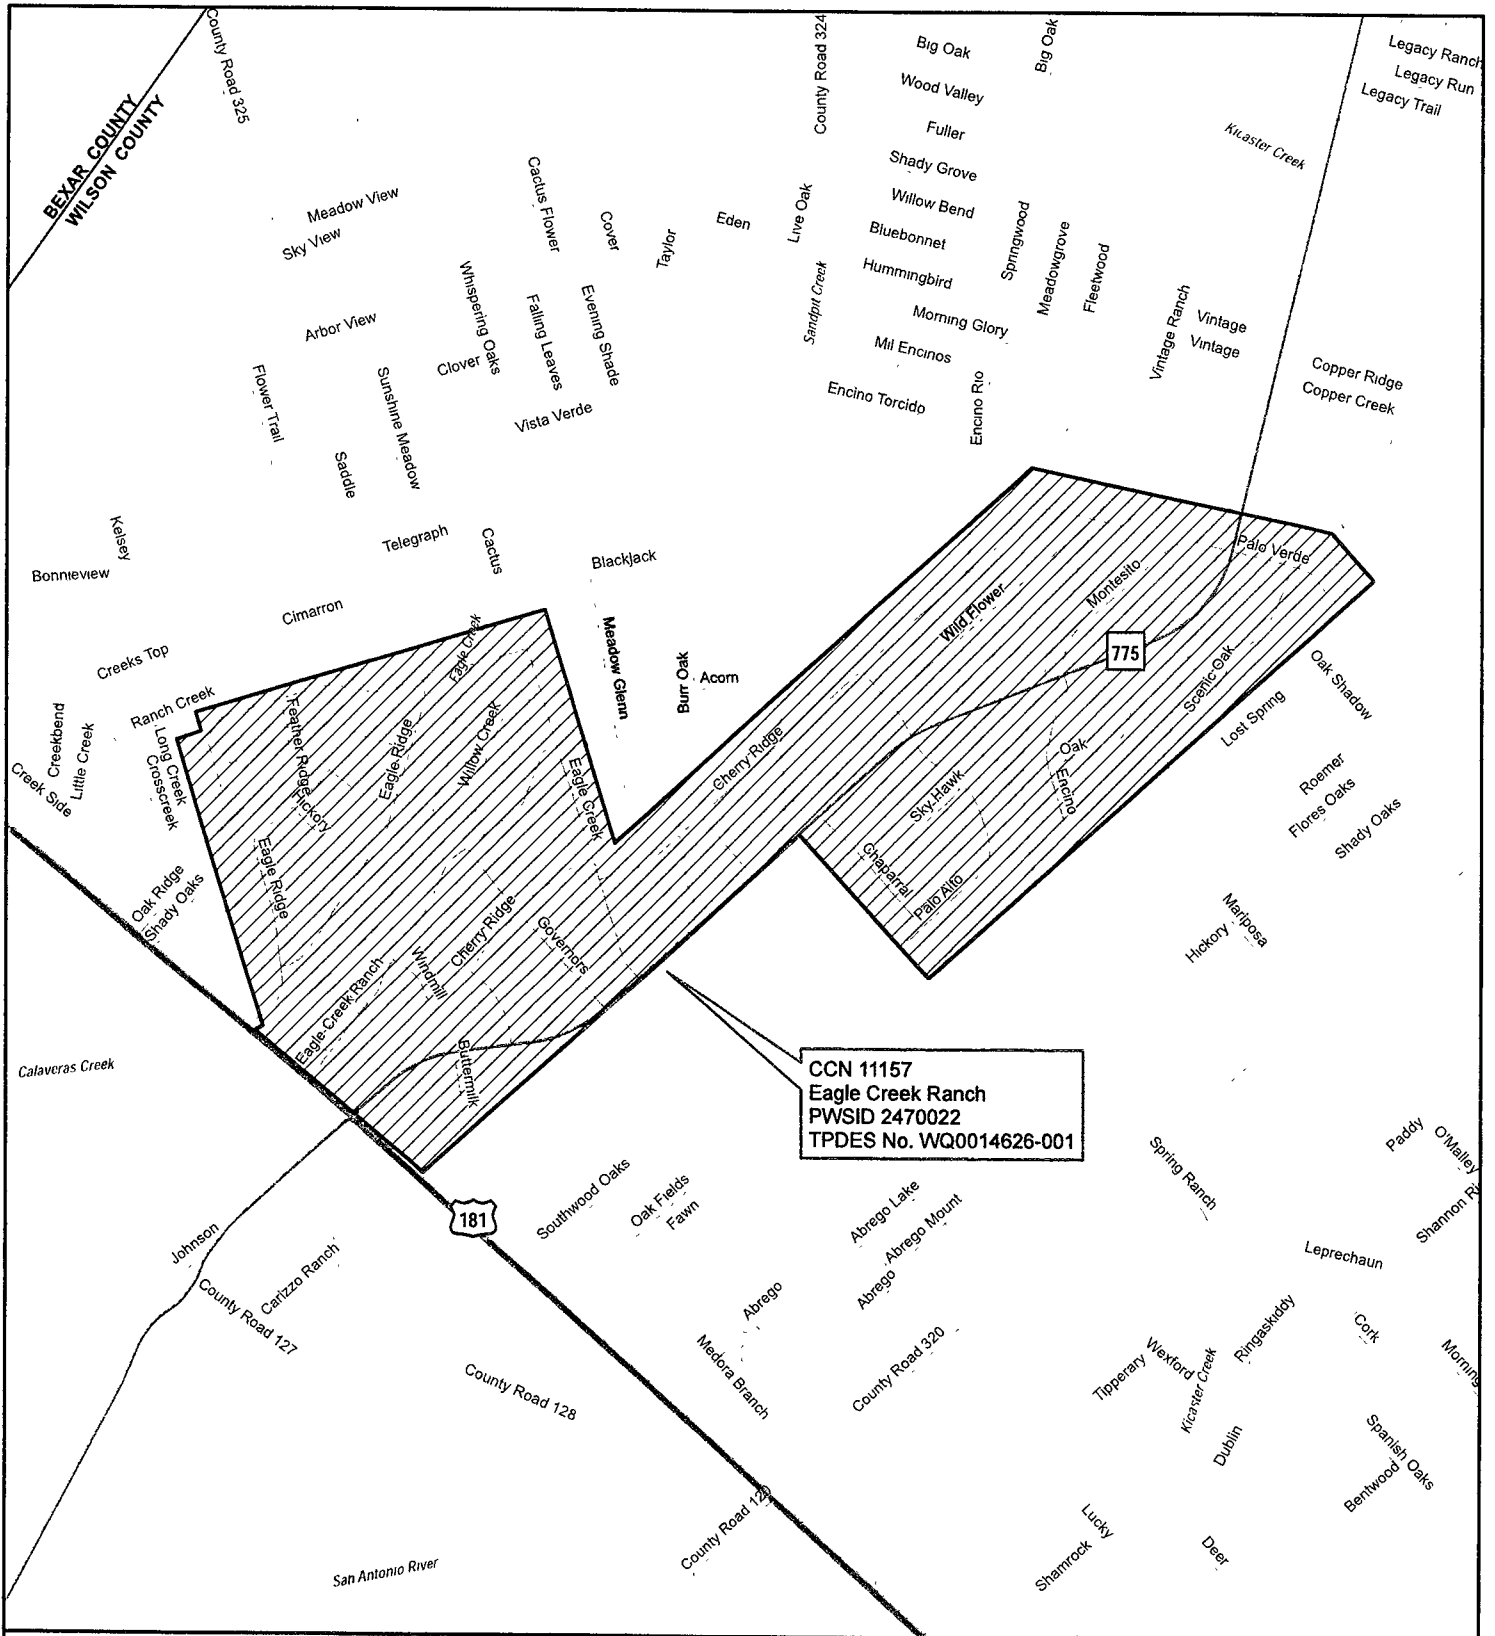 County Road 325
BEXAR COUNTY
WILSON COUNTY
County Road 324
Big Oak
Big Oak
Wood Valley
Fuller
Shady Grove
Willow Bend
Bluebonnet
Hummingbird
Morning Glory
Mil Encinos
Encino Torcido
Encino Rio
Springwood
Meadowgrove
Fleetwood
Legacy Ranch
Legacy Run
Legacy Trail
Kicaster Creek
Vintage Ranch
Vintage
Vintage
Copper Ridge
Copper Creek
Meadow View
Sky View
Arbor View
Cactus Flower
Cover
Taylor
Eden
Live Oak
Sandpit Creek
Whispering Oaks
Falling Leaves
Evening Shade
Clover
Vista Verde
Flower Trail
Sunshine Meadow
Saddle
Telegraph
Cactus
Kelsey
Bonnieview
Cimarron
Blackjack
Meadow Glenn
Burr Oak
Acorn
Creeks Top
Ranch Creek
Long Creek
Crosscreek
Creekbend
Little Creek
Creek Side
Oak Ridge
Shady Oaks
Feather Ridge
Hickory
Eagle Ridge
Eagle Ridge
Eagle Creek
Willow Creek
Eagle Creek
Cherry Ridge
Cherry Ridge
Governors
Windmill
Eagle Creek Ranch
Buttermilk
Wild Flower
Montesito
Palo Verde
775
Scenic Oak
Oak
Encino
Sky Hawk
Chaparral
Palo Alto
Oak Shadow
Lost Spring
Roemer
Flores Oaks
Shady Oaks
Mariposa
Hickory
Calaveras Creek
CCN 11157
Eagle Creek Ranch
PWSID 2470022
TPDES No. WQ0014626-001
181
Johnson
County Road 127
Carizzo Ranch
Southwood Oaks
Oak Fields
Fawn
Abrego Lake
Abrego Mount
Abrego
Abrego
Medora Branch
County Road 320
County Road 128
County Road 12
San Antonio River
Spring Ranch
Paddy
O'Malley
Shannon Ri
Leprechaun
Ringaskiddy
Cork
Morning
Wexford
Tipperary
Kicaster Creek
Dublin
Spanish Oaks
Bentwood
Lucky
Shamrock
Deer